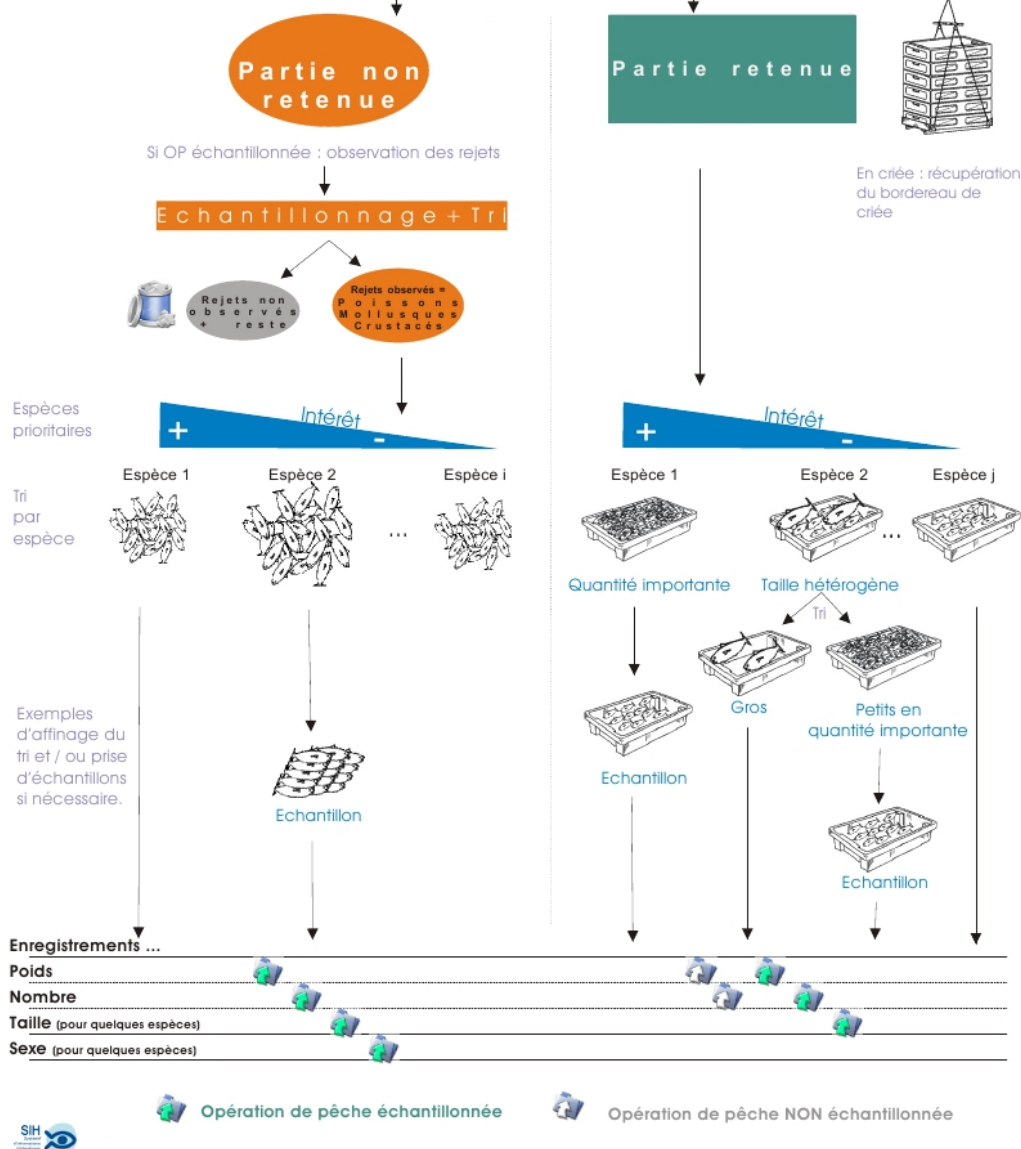 Partie non
retenue
Partie retenue
Si OP échantillonnée : observation des rejets
En criée : récupération
du bordereau de
criée
Echantillonnage + Tri
Rejets non
observés
+ reste
Rejets observés =
Poissons
Mollusques
Crustacés
Espèces
prioritaires
+
Intérêt
-
+
Intérêt
-
Espèce 1
Espèce 2
Espèce i
Espèce 1
Espèce 2
Espèce j
Tri
par
espèce
...
...
Quantité importante
Taille hétérogène
Tri
Exemples
d'affinage du
tri et / ou prise
d'échantillons
si nécessaire.
Gros
Petits en
quantité importante
Echantillon
Echantillon
Echantillon
Enregistrements ...
Poids
Nombre
Taille (pour quelques espèces)
Sexe (pour quelques espèces)
Opération de pêche échantillonnée
Opération de pêche NON échantillonnée
SIH